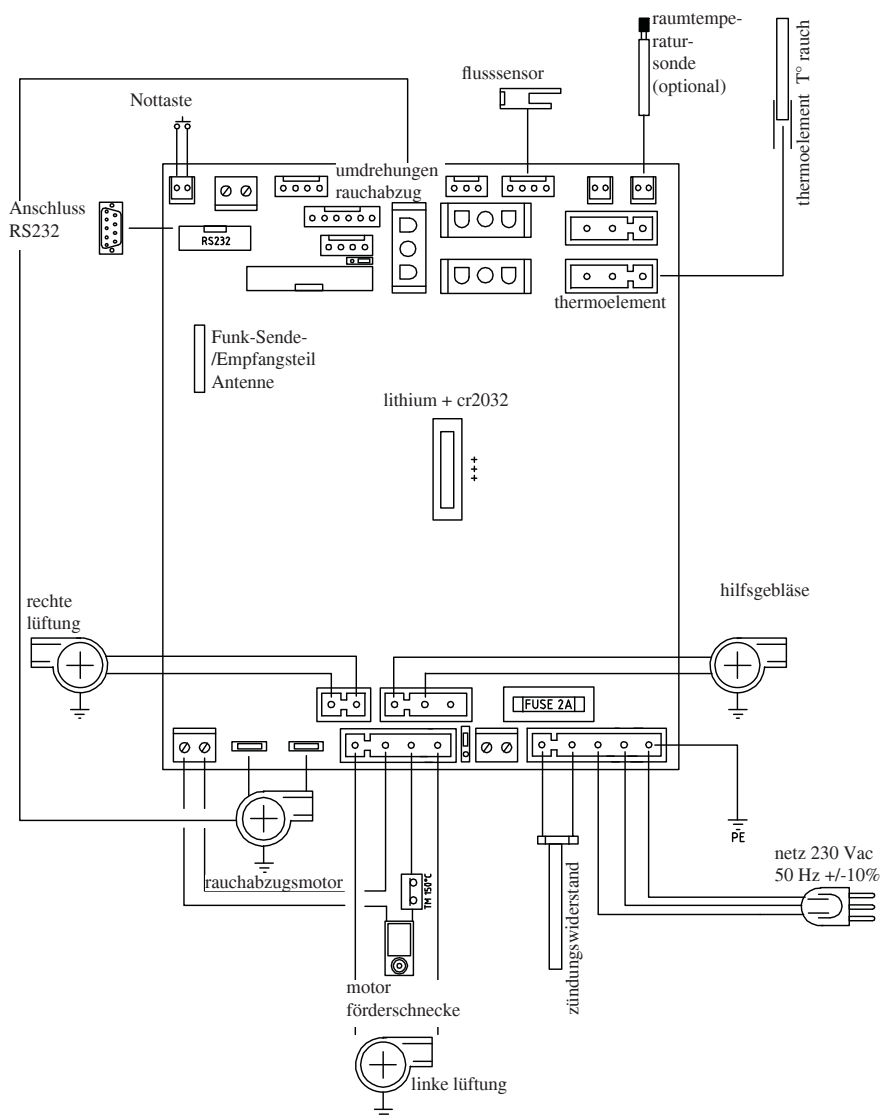 raumtempe-
ratur-
sonde
(optional)
thermoelement T° rauch
flusssensor
Nottaste
umdrehungen
rauchabzug
Anschluss
RS232
RS232
thermoelement
Funk-Sende-
/Empfangsteil
Antenne
lithium + cr2032
+++
rechte
lüftung
hilfsgebläse
FUSE 2A
PE
netz 230 Vac
50 Hz +/-10%
rauchabzugsmotor
TM 150°C
zündungswiderstand
motor
förderschnecke
linke lüftung